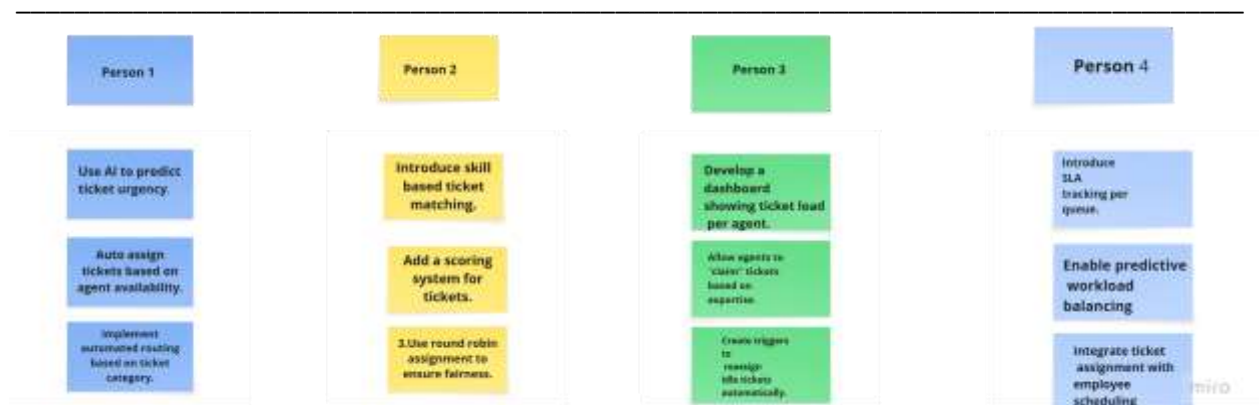 Person 1
Person 2
Person 3
Person 4
Use AI to predict
ticket urgency.
Auto assign
tickets based on
agent availability.
Implement
automated routing
based on ticket
category.
Introduce skill
based ticket
matching.
Add a scoring
system for
tickets.
3.Use round robin
assignment to
ensure fairness.
Develop a
dashboard
showing ticket load
per agent.
Allow agents to
"claim" tickets
based on
expertise.
Create triggers
to
reassign
idle tickets
automatically.
Introduce
SLA
tracking per
queue.
Enable predictive
workload
balancing
Integrate ticket
assignment with
employee
scheduling
miro